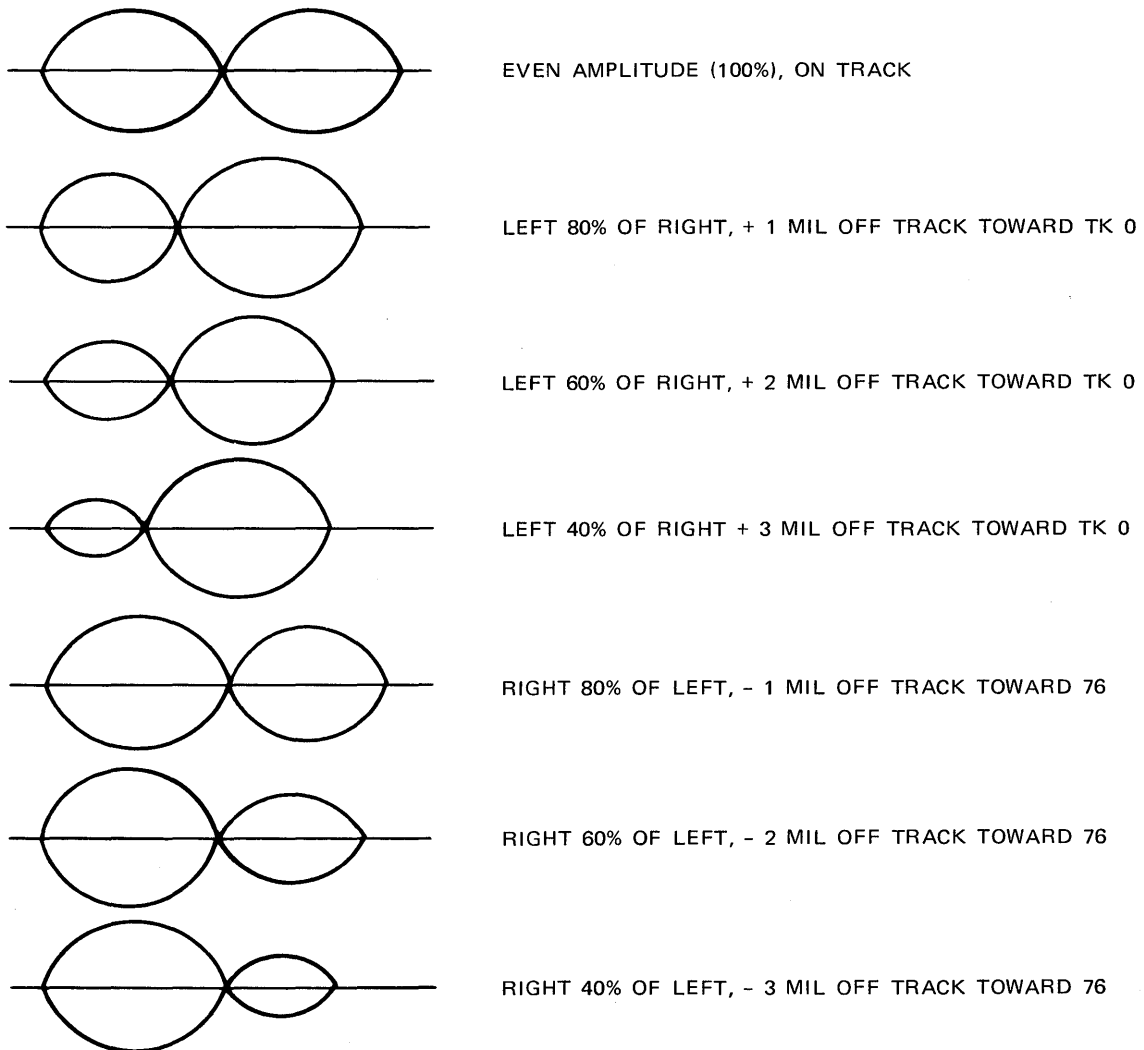 EVEN AMPLITUDE (100%), ON TRACK
LEFT 80% OF RIGHT, + 1 MIL OFF TRACK TOWARD TK 0
LEFT 60% OF RIGHT, + 2 MIL OFF TRACK TOWARD TK 0
LEFT 40% OF RIGHT + 3 MIL OFF TRACK TOWARD TK 0
RIGHT 80% OF LEFT, – 1 MIL OFF TRACK TOWARD 76
RIGHT 60% OF LEFT, – 2 MIL OFF TRACK TOWARD 76
RIGHT 40% OF LEFT, – 3 MIL OFF TRACK TOWARD 76